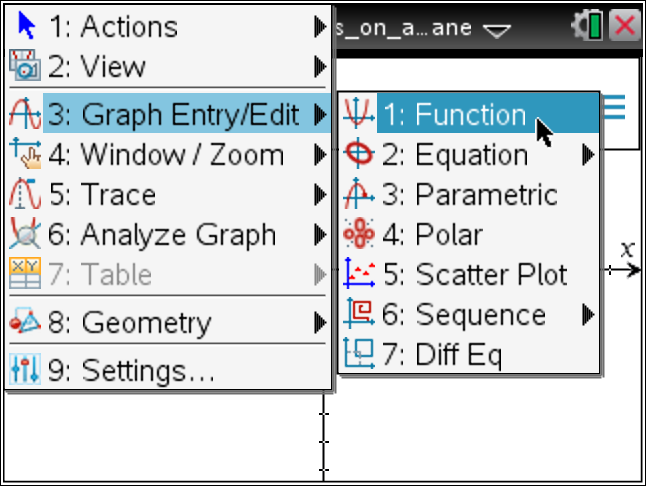 s_on_a…ane
1: Actions
2: View
3: Graph Entry/Edit
4: Window / Zoom
5: Trace
6: Analyze Graph
7: Table
8: Geometry
9: Settings…
1: Function
2: Equation
3: Parametric
4: Polar
5: Scatter Plot
6: Sequence
7: Diff Eq
x